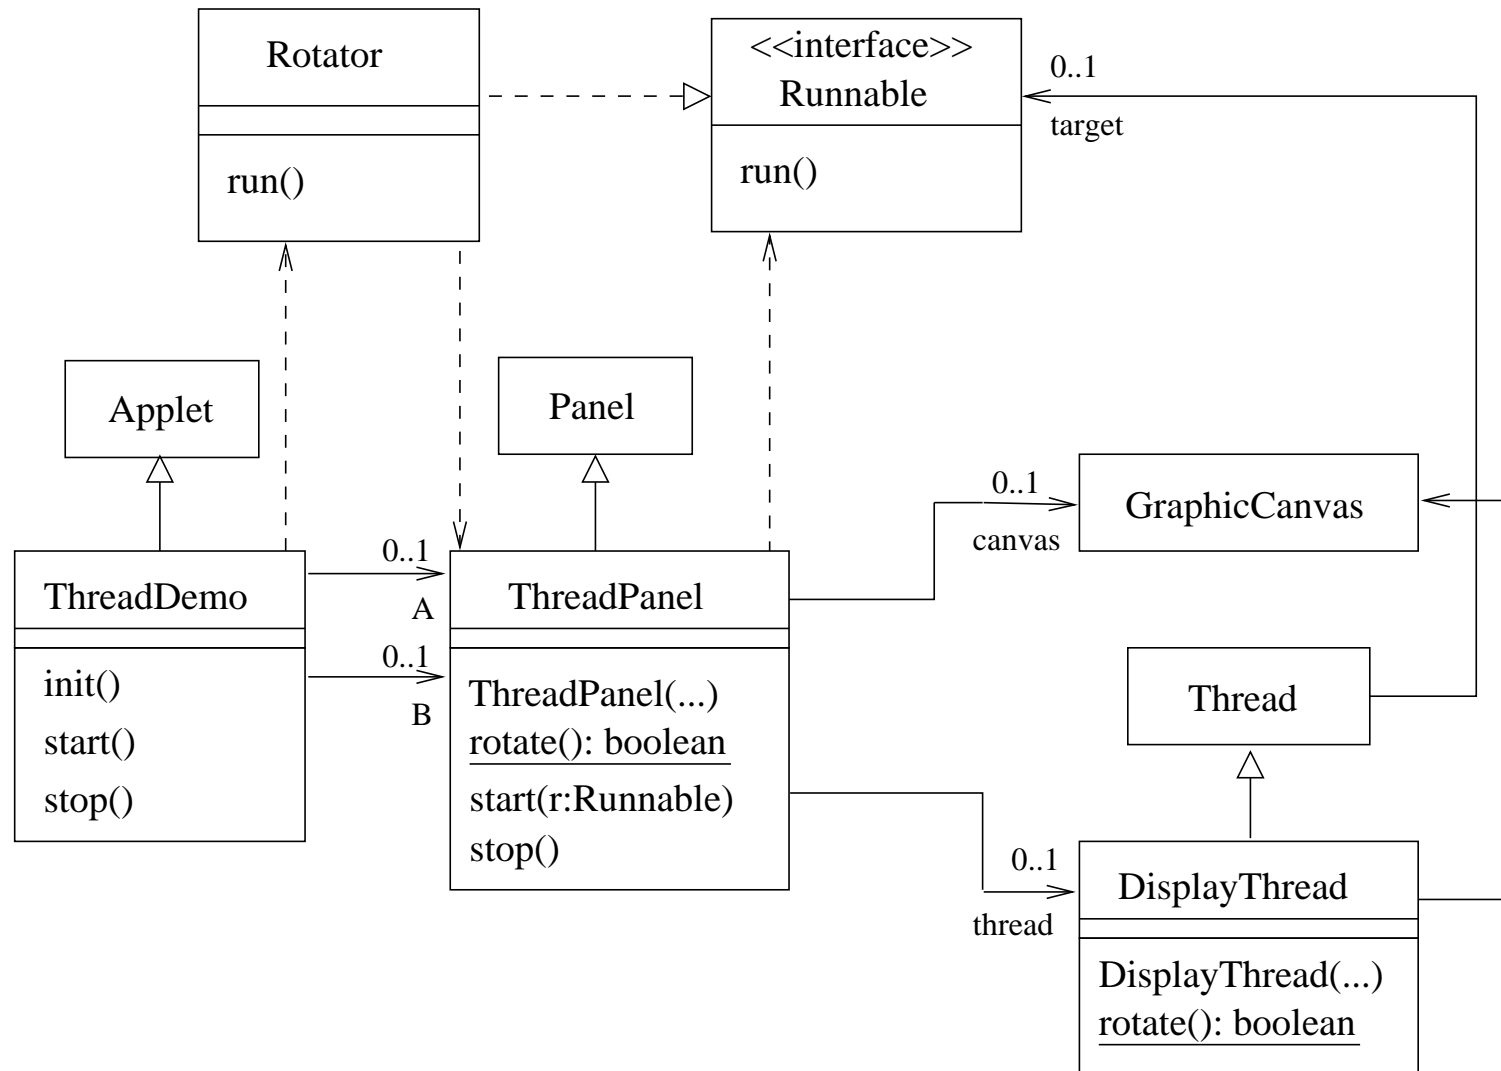 Rotator
run()
<<interface>>
Runnable
run()
0..1
target
Applet
Panel
0..1
canvas
GraphicCanvas
ThreadDemo
init()
start()
stop()
0..1
A
0..1
B
ThreadPanel
ThreadPanel(...)
rotate(): boolean
start(r:Runnable)
stop()
Thread
0..1
thread
DisplayThread
DisplayThread(...)
rotate(): boolean